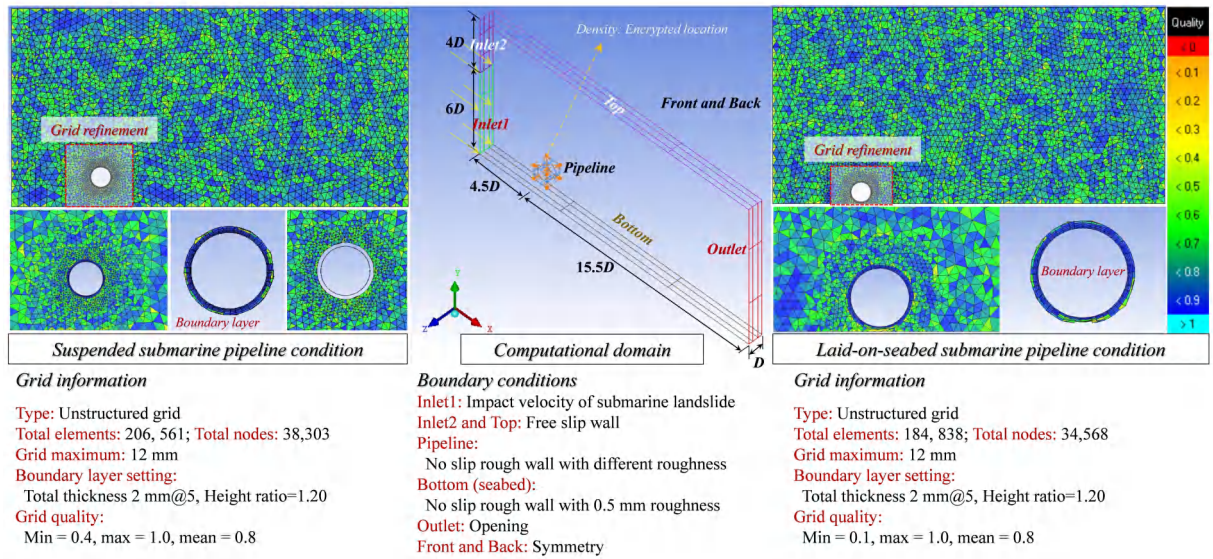 Grid refinement
Boundary layer
Suspended submarine pipeline condition
Grid information
Type: Unstructured grid
Total elements: 206, 561; Total nodes: 38,303
Grid maximum: 12 mm
Boundary layer setting:
Total thickness 2 mm@5, Height ratio=1.20
Grid quality:
Min = 0.4, max = 1.0, mean = 0.8
4D
Inlet2
Density. Encrypted location
6D
Inlet1
Top
Front and Back
Pipeline
4.5D
Bottom
15.5D
Outlet
D
Y
Z
X
Computational domain
Boundary conditions
Inlet1: Impact velocity of submarine landslide
Inlet2 and Top: Free slip wall
Pipeline:
No slip rough wall with different roughness
Bottom (seabed):
No slip rough wall with 0.5 mm roughness
Outlet: Opening
Front and Back: Symmetry
Grid refinement
Boundary layer
Quality
≤ 0
< 0.1
< 0.2
< 0.3
< 0.4
< 0.5
< 0.6
< 0.7
< 0.8
< 0.9
> 1
Laid-on-seabed submarine pipeline condition
Grid information
Type: Unstructured grid
Total elements: 184, 838; Total nodes: 34,568
Grid maximum: 12 mm
Boundary layer setting:
Total thickness 2 mm@5, Height ratio=1.20
Grid quality:
Min = 0.1, max = 1.0, mean = 0.8